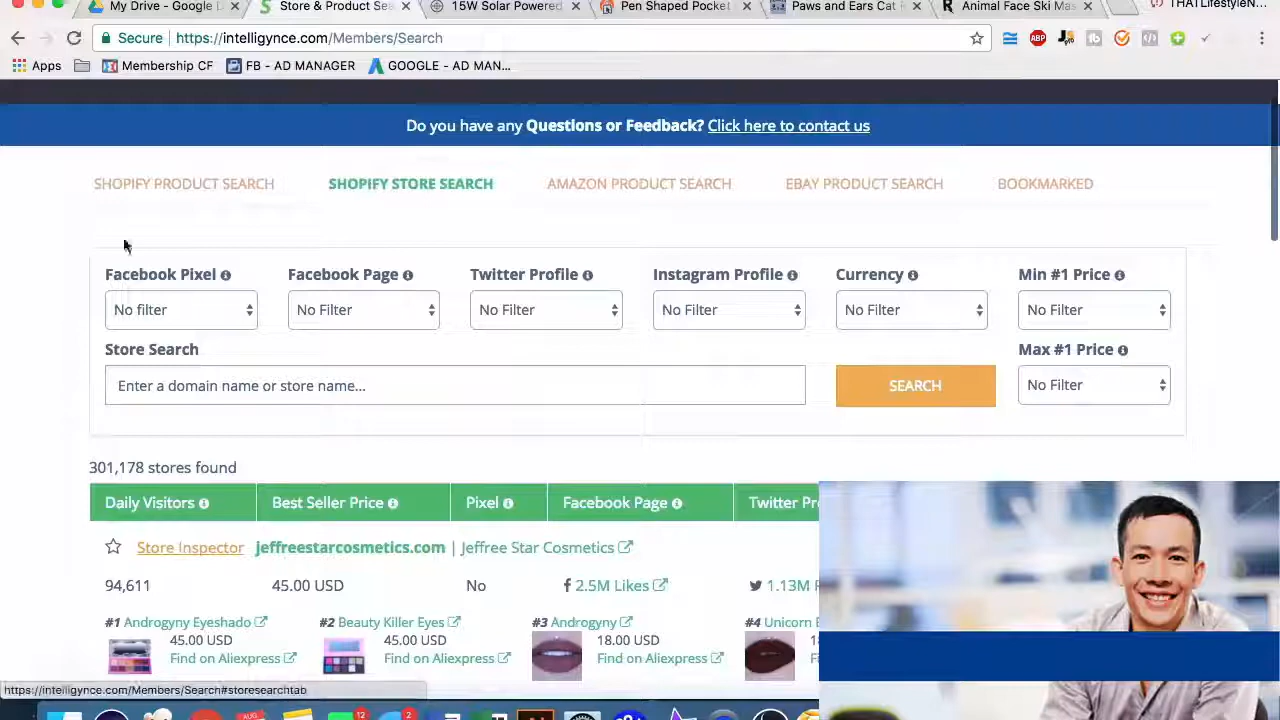 My Drive - Google D
Store & Product Sea
15W Solar Powered
Pen Shaped Pocket
Paws and Ears Cat
Animal Face Ski Mas
THATLifestyleN
Secure
https://intelligynce.com/Members/Search
Apps
Membership CF
FB - AD MANAGER
GOOGLE - AD MAN...
Do you have any Questions or Feedback? Click here to contact us
SHOPIFY PRODUCT SEARCH
SHOPIFY STORE SEARCH
AMAZON PRODUCT SEARCH
EBAY PRODUCT SEARCH
BOOKMARKED
Facebook Pixel
Facebook Page
Twitter Profile
Instagram Profile
Currency
Min #1 Price
No filter
No Filter
No Filter
No Filter
No Filter
No Filter
Store Search
Max #1 Price
Enter a domain name or store name...
SEARCH
No Filter
301,178 stores found
Daily Visitors
Best Seller Price
Pixel
Facebook Page
Twitter Pr
Store Inspector
jeffreestarcosmetics.com | Jeffree Star Cosmetics
94,611
45.00 USD
No
2.5M Likes
1.13M
#1 Androgyny Eyeshado
#2 Beauty Killer Eyes
#3 Androgyny
#4 Unicorn
45.00 USD
45.00 USD
18.00 USD
Find on Aliexpress
Find on Aliexpress
Find on Aliexpress
https://intelligynce.com/Members/Search#storesearchtab
AUG
12
2